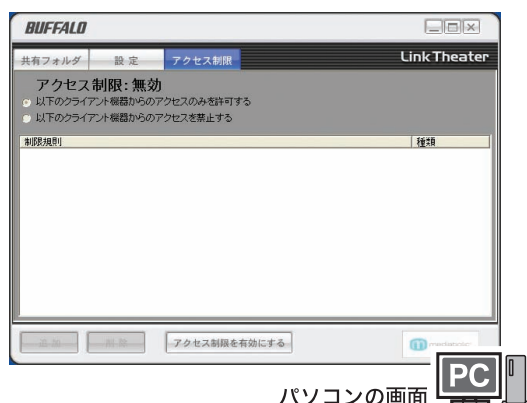 BUFFALO
共有フォルダ 設定 アクセス制限 LinkTheater
アクセス制限:無効
以下のクライアント機器からのアクセスのみを許可する
以下のクライアント機器からのアクセスを禁止する
制限規則 種類
追加 削除 アクセス制限を有効にする mediabolic
パソコンの画面 PC